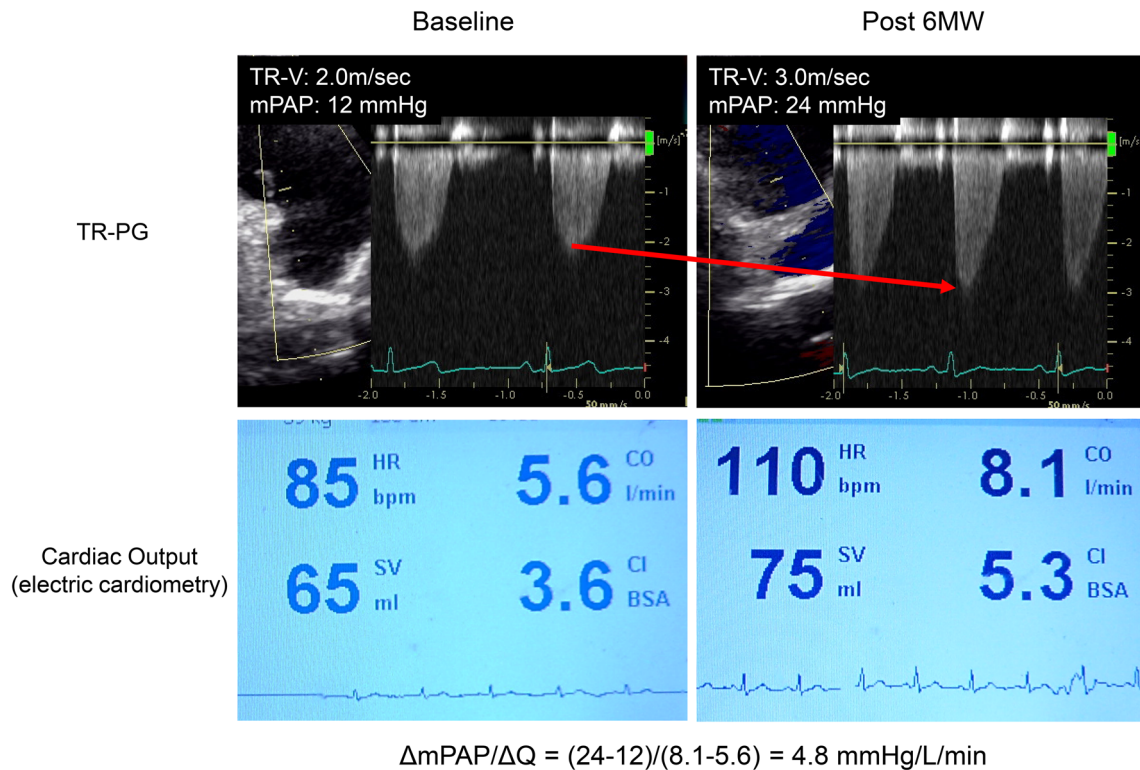 Baseline
Post 6MW
TR-V: 2.0m/sec
mPAP: 12 mmHg
TR-V: 3.0m/sec
mPAP: 24 mmHg
TR-PG
[m/s]
-1
-2
-3
-4
-2.0
-1.5
-1.0
-0.5
0.0
50 mm/s
[m/s]
-1
-2
-3
-4
-2.0
-1.5
-1.0
-0.5
0.0
50 mm/s
Cardiac Output
(electric cardiometry)
85 HR bpm
5.6 CO l/min
65 SV ml
3.6 CI BSA
110 HR bpm
8.1 CO l/min
75 SV ml
5.3 CI BSA
ΔmPAP/ΔQ = (24-12)/(8.1-5.6) = 4.8 mmHg/L/min